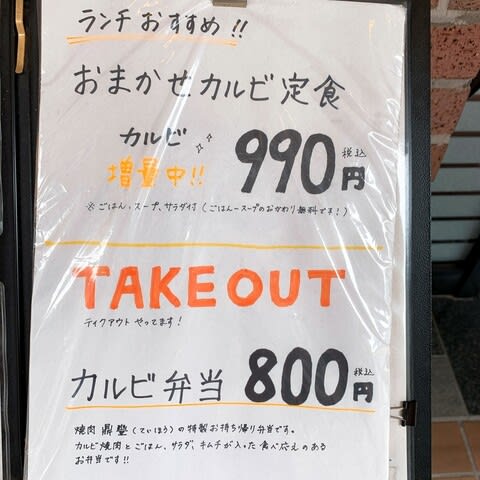 ランチおすすめ!!
おまかせカルビ定食
カルビ
増量中!!
990円 税込
※ごはん、スープ、サラダ付(ごはん・スープのおかわり無料です!)
TAKEOUT
テイクアウトやってます!
カルビ弁当 800円 税込
焼肉 鼎豐(ていほう)の特製お持ち帰り弁当です。
カルビ焼肉とごはん、サラダ、キムチが入った食べ応えのある
お弁当です!!